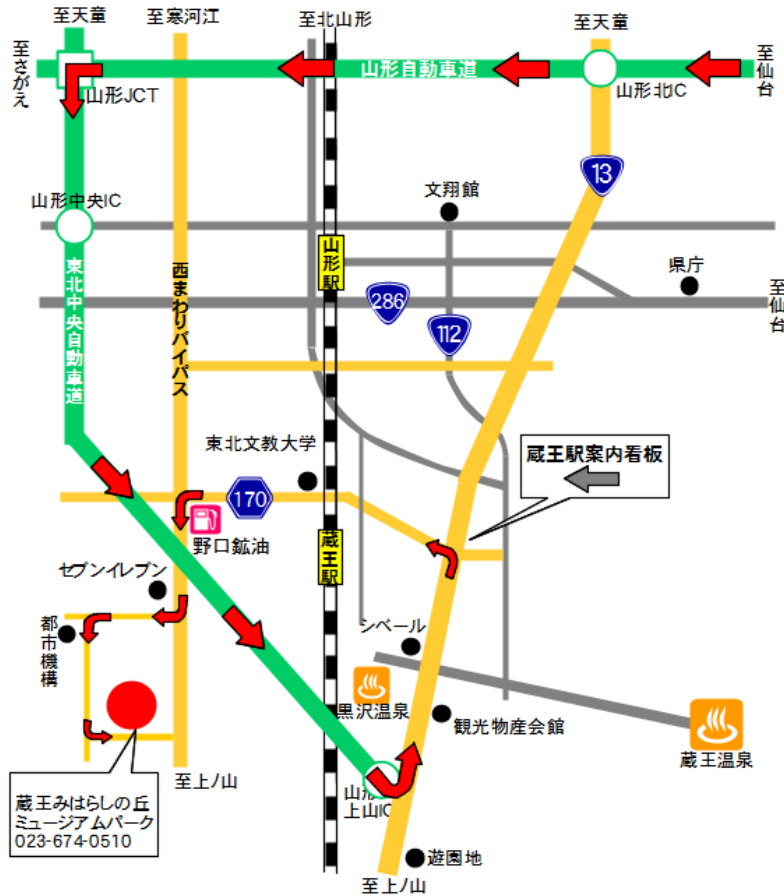 至天童
至寒河江
至北山形
至天童
至さがえ
山形自動車道
至仙台
山形JCT
山形北IC
13
文翔館
山形中央IC
山形駅
県庁
東北中央自動車道
西まわりバイパス
286
至仙台
112
東北文教大学
蔵王駅案内看板
170
野口鉱油
蔵王駅
セブンイレブン
都市機構
シベール
黒沢温泉
観光物産会館
蔵王温泉
至上ノ山
山形
上山IC
蔵王みはらしの丘
ミュージアムパーク
023-674-0510
遊園地
至上ノ山